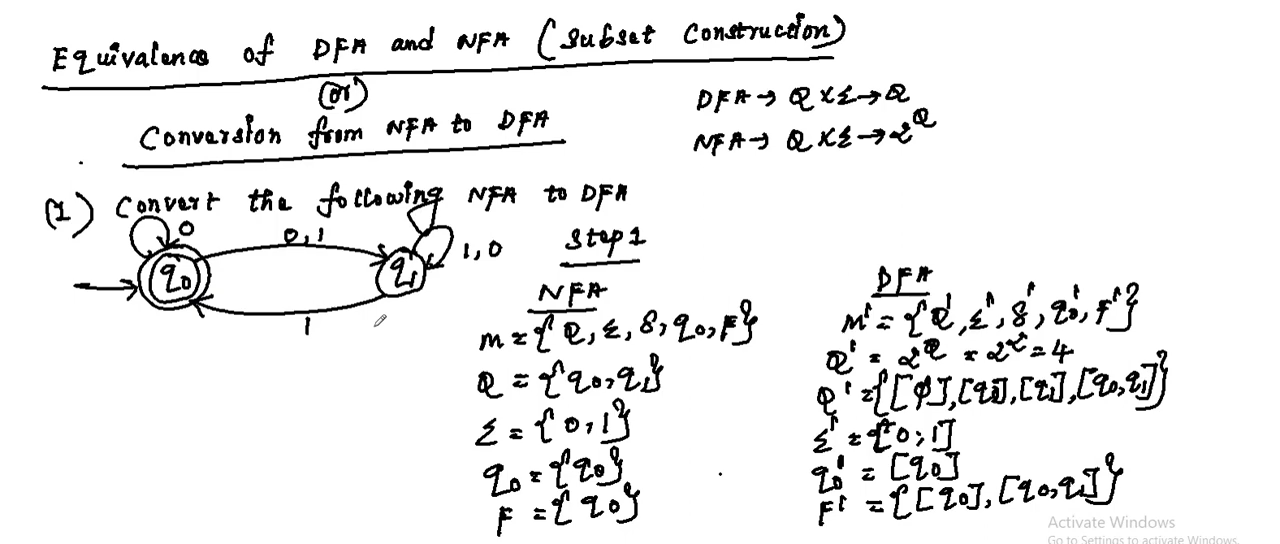 Equivalence of DFA and NFA (Subset Construction)
(or)
Conversion from NFA to DFA
DFA → Q x Σ → Q
NFA → Q x Σ → 2^Q
(1) Convert the following NFA to DFA
0
0,1
1,0
q0
q1
1
Step 1
NFA
M = {Q, Σ, δ, q0, F}
Q = {q0, q1}
Σ = {0, 1}
q0 = {q0}
F = {q0}
DFA
M' = {Q', Σ', δ', q0', F'}
Q' = 2^Q = 2^2 = 4
Q' = {[ϕ], [q0], [q1], [q0, q1]}
Σ' = {0, 1]
q0' = [q0]
F' = {[q0], [q0, q1]}
Activate Windows
Go to Settings to activate Windows.